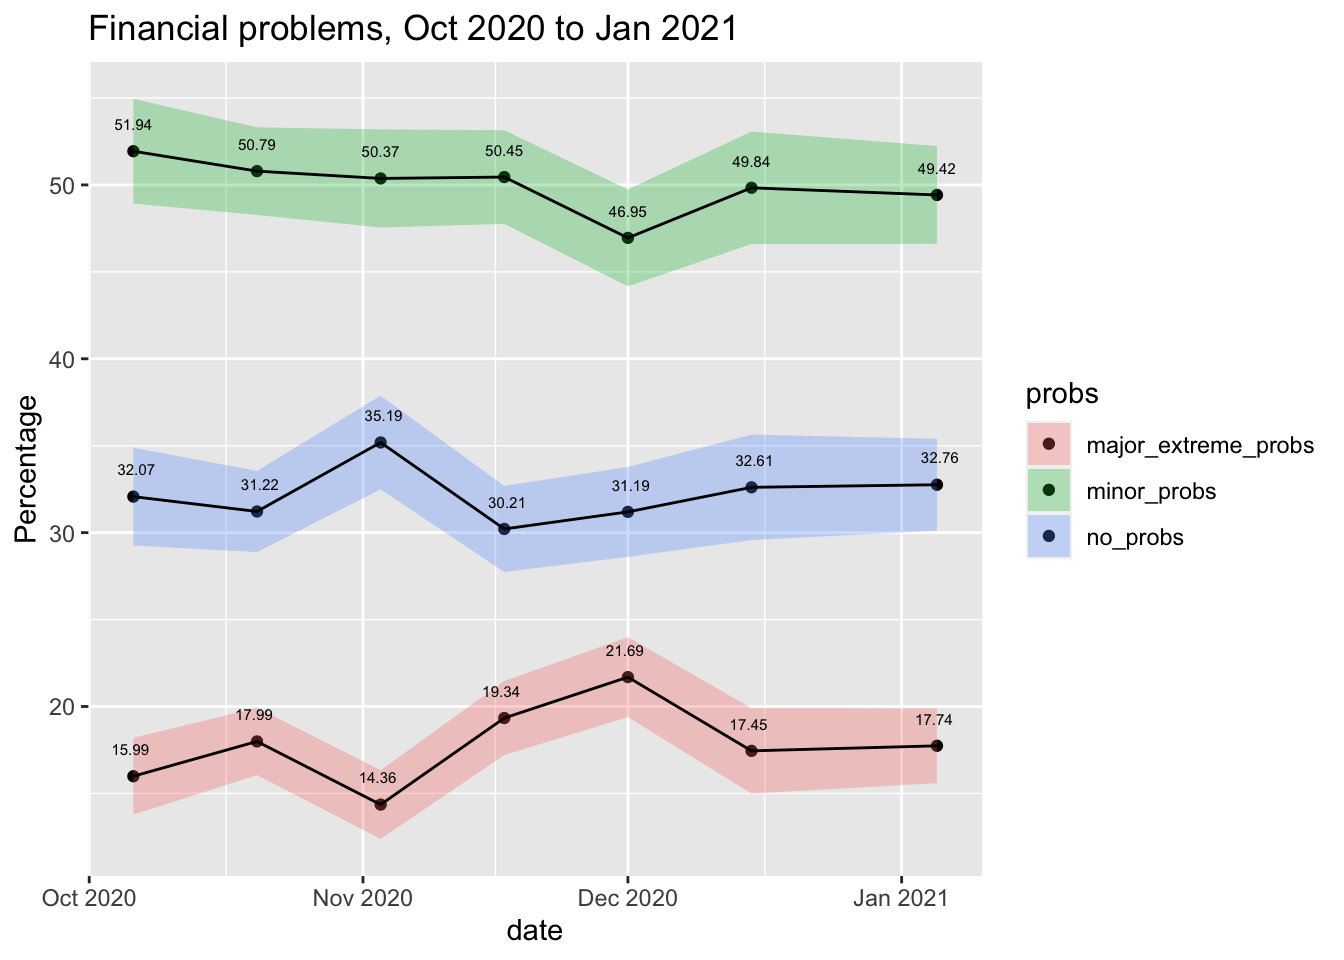 Financial problems, Oct 2020 to Jan 2021
51.94
50.79
50.37
50.45
46.95
49.84
49.42
32.07
31.22
35.19
30.21
31.19
32.61
32.76
15.99
17.99
14.36
19.34
21.69
17.45
17.74
50
40
30
20
Percentage
Oct 2020
Nov 2020
Dec 2020
Jan 2021
date
probs
major_extreme_probs
minor_probs
no_probs